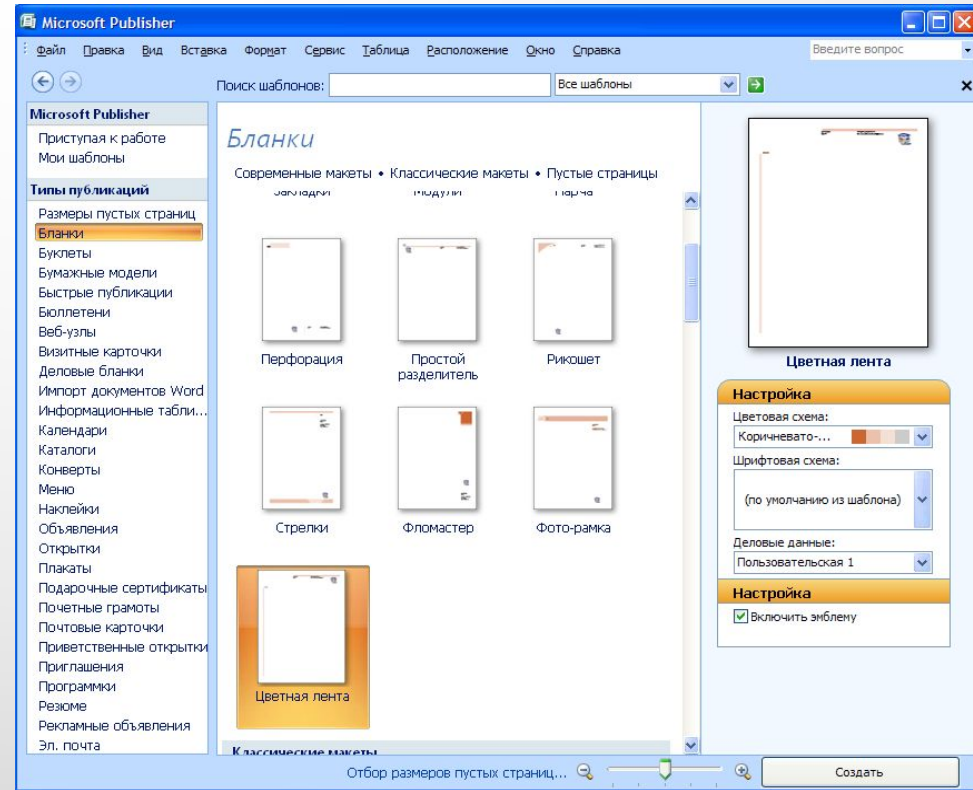 Microsoft Publisher
Файл Правка Вид Вставка Формат Сервис Таблица Расположение Окно Справка Введите вопрос
Поиск шаблонов: Все шаблоны
Microsoft Publisher
Приступая к работе
Мои шаблоны
Типы публикаций
Размеры пустых страниц
Бланки
Буклеты
Бумажные модели
Быстрые публикации
Бюллетени
Веб-узлы
Визитные карточки
Деловые бланки
Импорт документов Word
Информационные табли...
Календари
Каталоги
Конверты
Меню
Наклейки
Объявления
Открытки
Плакаты
Подарочные сертификаты
Почетные грамоты
Почтовые карточки
Приветственные открытки
Приглашения
Программки
Резюме
Рекламные объявления
Эл. почта
Бланки
Современные макеты • Классические макеты • Пустые страницы
Закладки Модули Парча
Перфорация Простой разделитель Рикошет
Стрелки Фломастер Фото-рамка
Цветная лента
Классические макеты
Цветная лента
Настройка
Цветовая схема:
Коричневато-...
Шрифтовая схема:
(по умолчанию из шаблона)
Деловые данные:
Пользовательская 1
Настройка
Включить эмблему
Отбор размеров пустых страниц... Создать